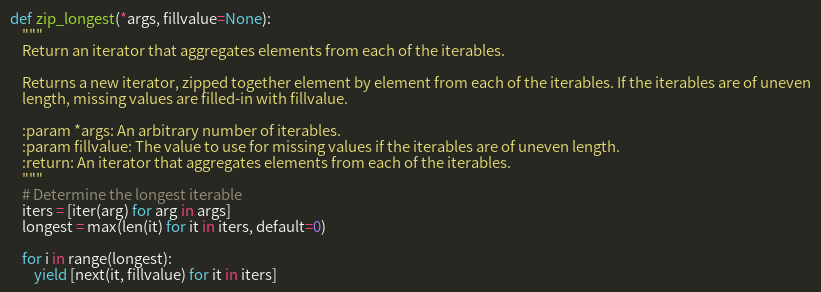 def zip_longest(*args, fillvalue=None):
"""
Return an iterator that aggregates elements from each of the iterables.
Returns a new iterator, zipped together element by element from each of the iterables. If the iterables are of uneven
length, missing values are filled-in with fillvalue.
:param *args: An arbitrary number of iterables.
:param fillvalue: The value to use for missing values if the iterables are of uneven length.
:return: An iterator that aggregates elements from each of the iterables.
"""
# Determine the longest iterable
iters = [iter(arg) for arg in args]
longest = max(len(it) for it in iters, default=0)
for i in range(longest):
yield [next(it, fillvalue) for it in iters]